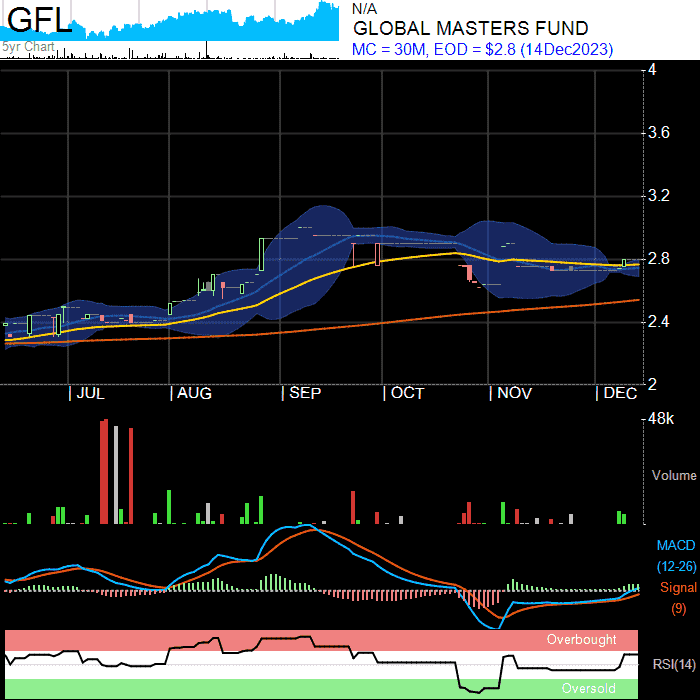 GFL
5yr Chart
N/A
GLOBAL MASTERS FUND
MC = 30M, EOD = $2.8 (14Dec2023)
4
3.6
3.2
2.8
2.4
2
JUL AUG SEP OCT NOV DEC
48k
Volume
MACD
(12-26)
Signal
(9)
Overbought
RSI(14)
Oversold